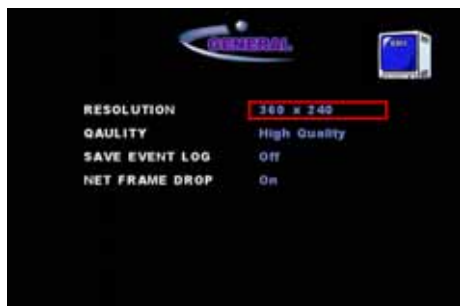 GENERAL
RESOLUTION 360 x 240
QAULITY High Quality
SAVE EVENT LOG Off
NET FRAME DROP On